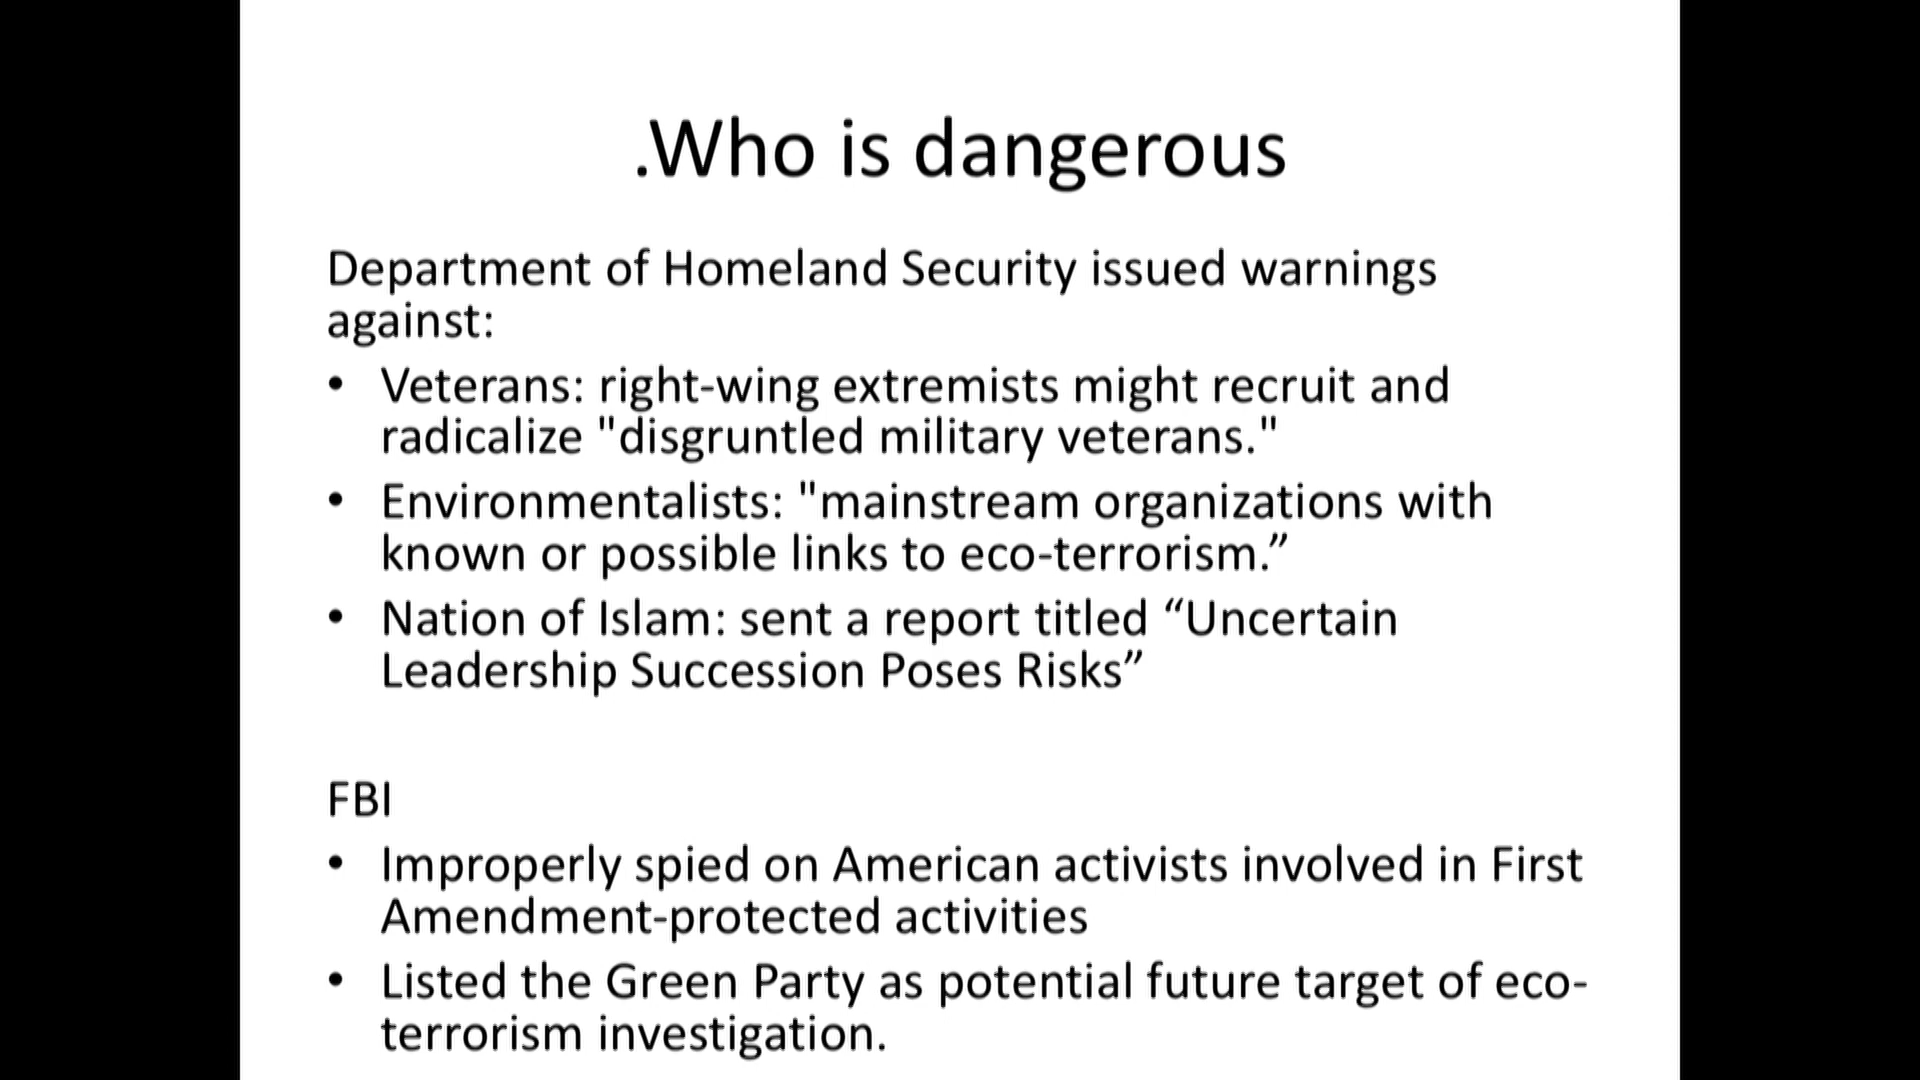 .Who is dangerous
Department of Homeland Security issued warnings
against:
• Veterans: right-wing extremists might recruit and
radicalize "disgruntled military veterans."
• Environmentalists: "mainstream organizations with
known or possible links to eco-terrorism.”
• Nation of Islam: sent a report titled “Uncertain
Leadership Succession Poses Risks”
FBI
• Improperly spied on American activists involved in First
Amendment-protected activities
• Listed the Green Party as potential future target of eco-
terrorism investigation.